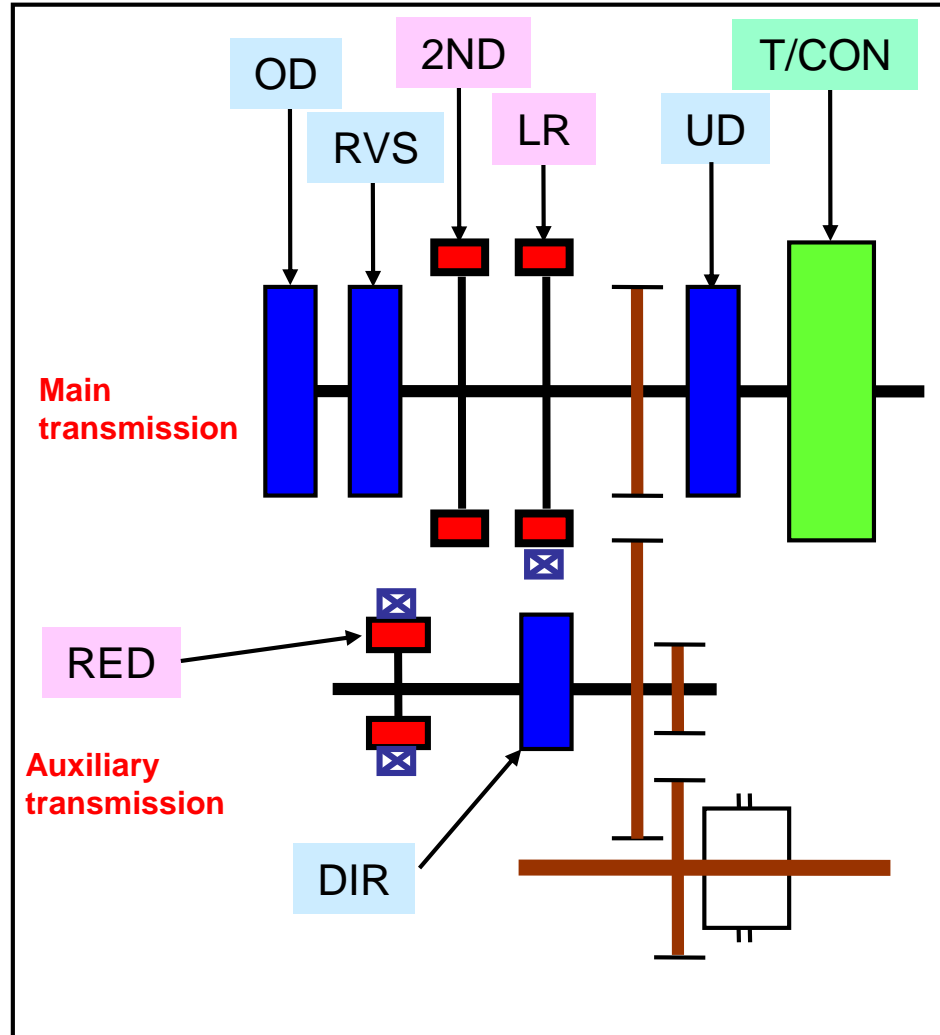 2ND
T/CON
OD
LR
UD
RVS
Main
transmission
RED
Auxiliary
transmission
DIR